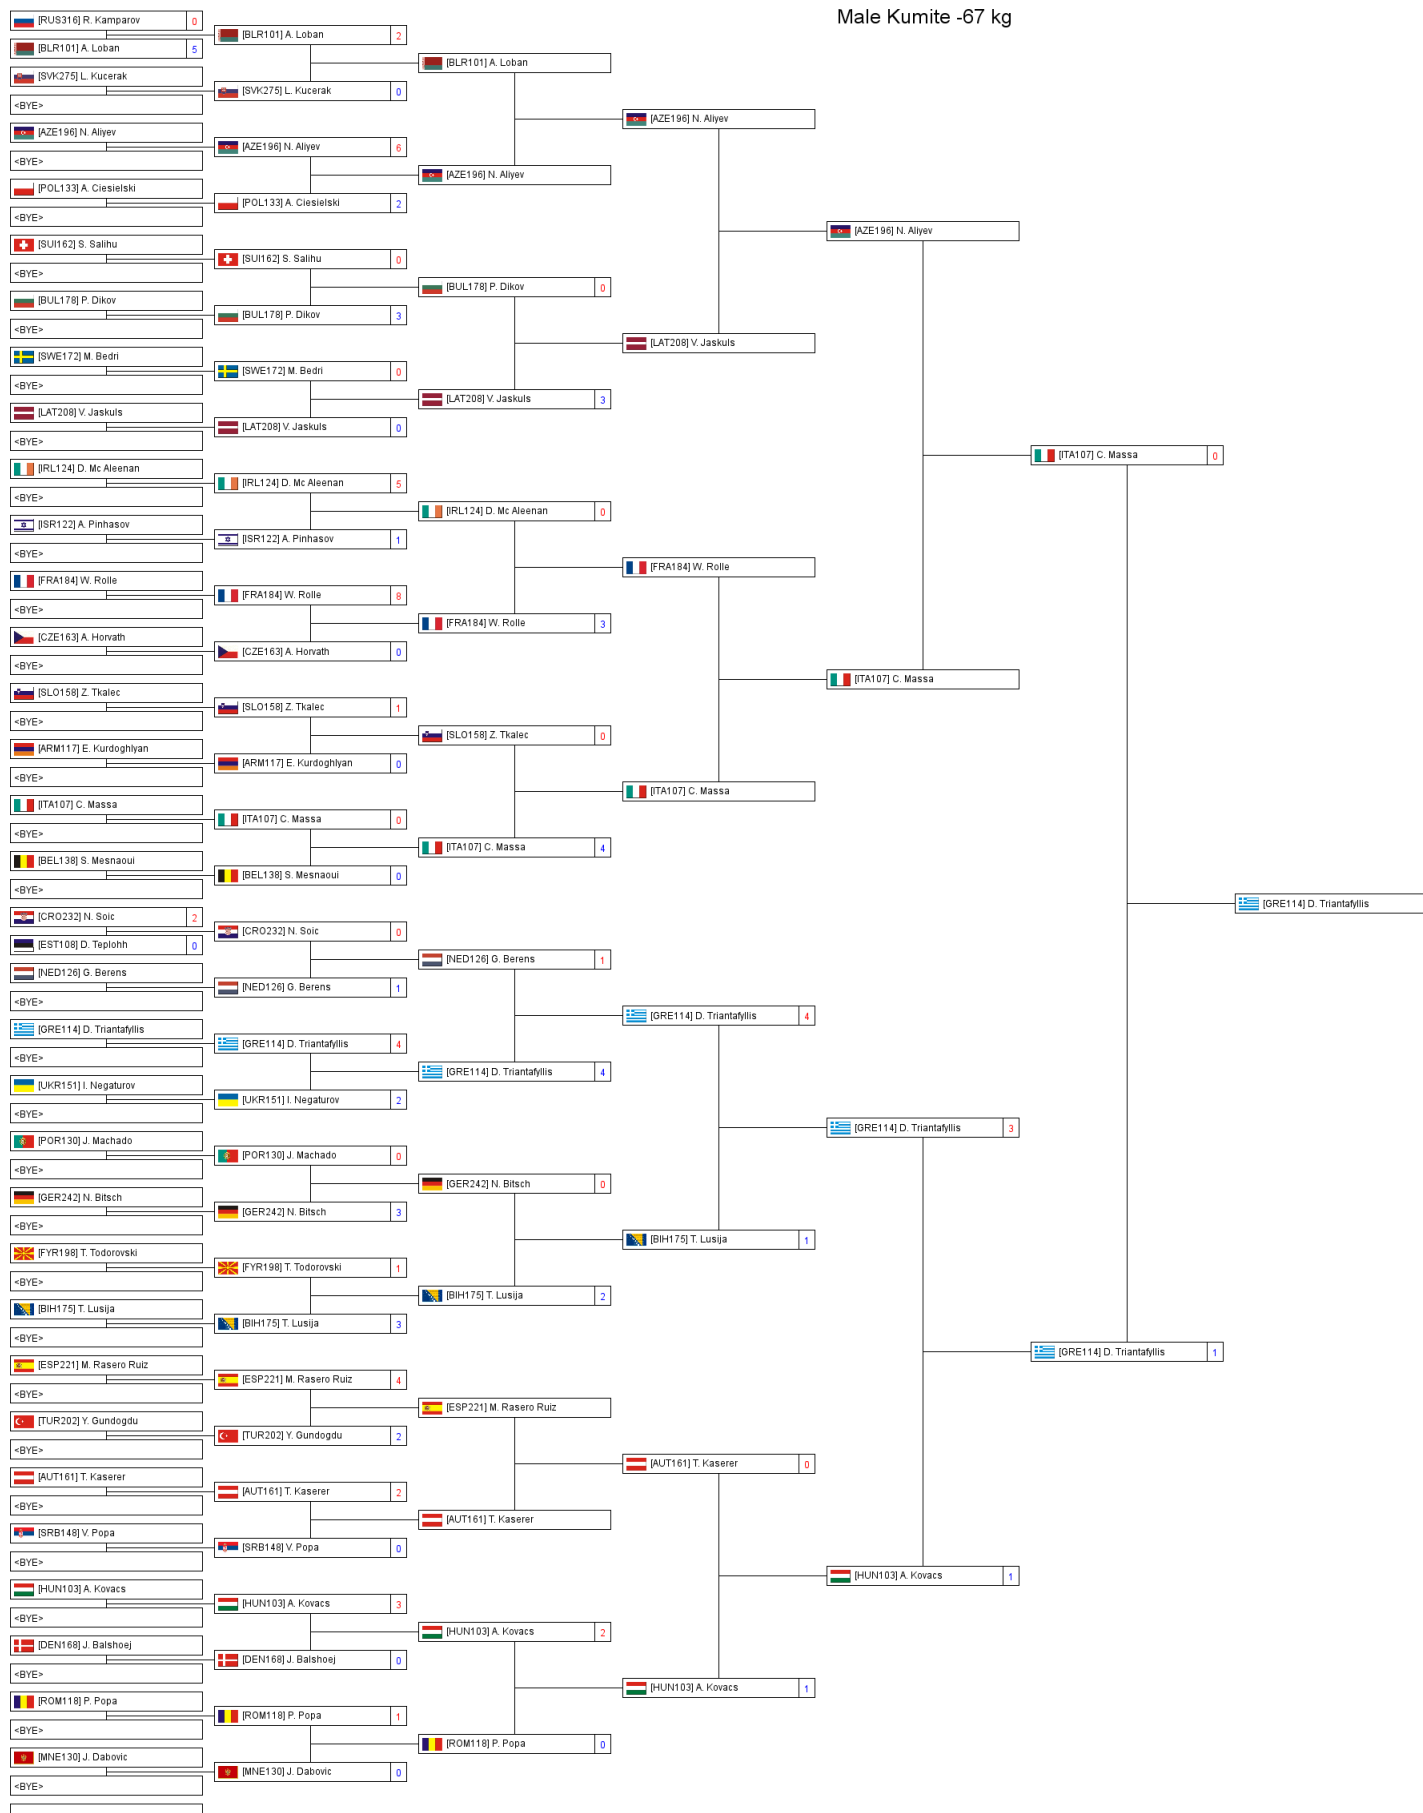 Male Kumite -67 kg
[RUS316] R. Kamparov 0
[BLR101] A. Loban 5
[SVK275] L. Kucerak
<BYE>
[AZE196] N. Aliyev
<BYE>
[POL133] A. Ciesielski
<BYE>
[SUI162] S. Salihu
<BYE>
[BUL178] P. Dikov
<BYE>
[SWE172] M. Bedri
<BYE>
[LAT208] V. Jaskuls
<BYE>
[IRL124] D. Mc Aleenan
<BYE>
[ISR122] A. Pinhasov
<BYE>
[FRA184] W. Rolle
<BYE>
[CZE163] A. Horvath
<BYE>
[SLO158] Z. Tkalec
<BYE>
[ARM117] E. Kurdoghlyan
<BYE>
[ITA107] C. Massa
<BYE>
[BEL138] S. Mesnaoui
<BYE>
[CRO232] N. Soic 2
[EST108] D. Teplohh 0
[NED126] G. Berens
<BYE>
[GRE114] D. Triantafyllis
<BYE>
[UKR151] I. Negaturov
<BYE>
[POR130] J. Machado
<BYE>
[GER242] N. Bitsch
<BYE>
[FYR198] T. Todorovski
<BYE>
[BIH175] T. Lusija
<BYE>
[ESP221] M. Rasero Ruiz
<BYE>
[TUR202] Y. Gundogdu
<BYE>
[AUT161] T. Kaserer
<BYE>
[SRB148] V. Popa
<BYE>
[HUN103] A. Kovacs
<BYE>
[DEN168] J. Balshoej
<BYE>
[ROM118] P. Popa
<BYE>
[MNE130] J. Dabovic
<BYE>
[BLR101] A. Loban 2
[SVK275] L. Kucerak 0
[AZE196] N. Aliyev 6
[POL133] A. Ciesielski 2
[SUI162] S. Salihu 0
[BUL178] P. Dikov 3
[SWE172] M. Bedri 0
[LAT208] V. Jaskuls 0
[IRL124] D. Mc Aleenan 5
[ISR122] A. Pinhasov 1
[FRA184] W. Rolle 8
[CZE163] A. Horvath 0
[SLO158] Z. Tkalec 1
[ARM117] E. Kurdoghlyan 0
[ITA107] C. Massa 0
[BEL138] S. Mesnaoui 0
[CRO232] N. Soic 0
[NED126] G. Berens 1
[GRE114] D. Triantafyllis 4
[UKR151] I. Negaturov 2
[POR130] J. Machado 0
[GER242] N. Bitsch 3
[FYR198] T. Todorovski 1
[BIH175] T. Lusija 3
[ESP221] M. Rasero Ruiz 4
[TUR202] Y. Gundogdu 2
[AUT161] T. Kaserer 2
[SRB148] V. Popa 0
[HUN103] A. Kovacs 3
[DEN168] J. Balshoej 0
[ROM118] P. Popa 1
[MNE130] J. Dabovic 0
[BLR101] A. Loban
[AZE196] N. Aliyev
[BUL178] P. Dikov 0
[LAT208] V. Jaskuls 3
[IRL124] D. Mc Aleenan 0
[FRA184] W. Rolle 3
[SLO158] Z. Tkalec 0
[ITA107] C. Massa 4
[NED126] G. Berens 1
[GRE114] D. Triantafyllis 4
[GER242] N. Bitsch 0
[BIH175] T. Lusija 2
[ESP221] M. Rasero Ruiz
[AUT161] T. Kaserer
[HUN103] A. Kovacs 2
[ROM118] P. Popa 0
[AZE196] N. Aliyev
[LAT208] V. Jaskuls
[FRA184] W. Rolle
[ITA107] C. Massa
[GRE114] D. Triantafyllis 4
[BIH175] T. Lusija 1
[AUT161] T. Kaserer 0
[HUN103] A. Kovacs 1
[AZE196] N. Aliyev
[ITA107] C. Massa
[GRE114] D. Triantafyllis 3
[HUN103] A. Kovacs 1
[ITA107] C. Massa 0
[GRE114] D. Triantafyllis 1
[GRE114] D. Triantafyllis